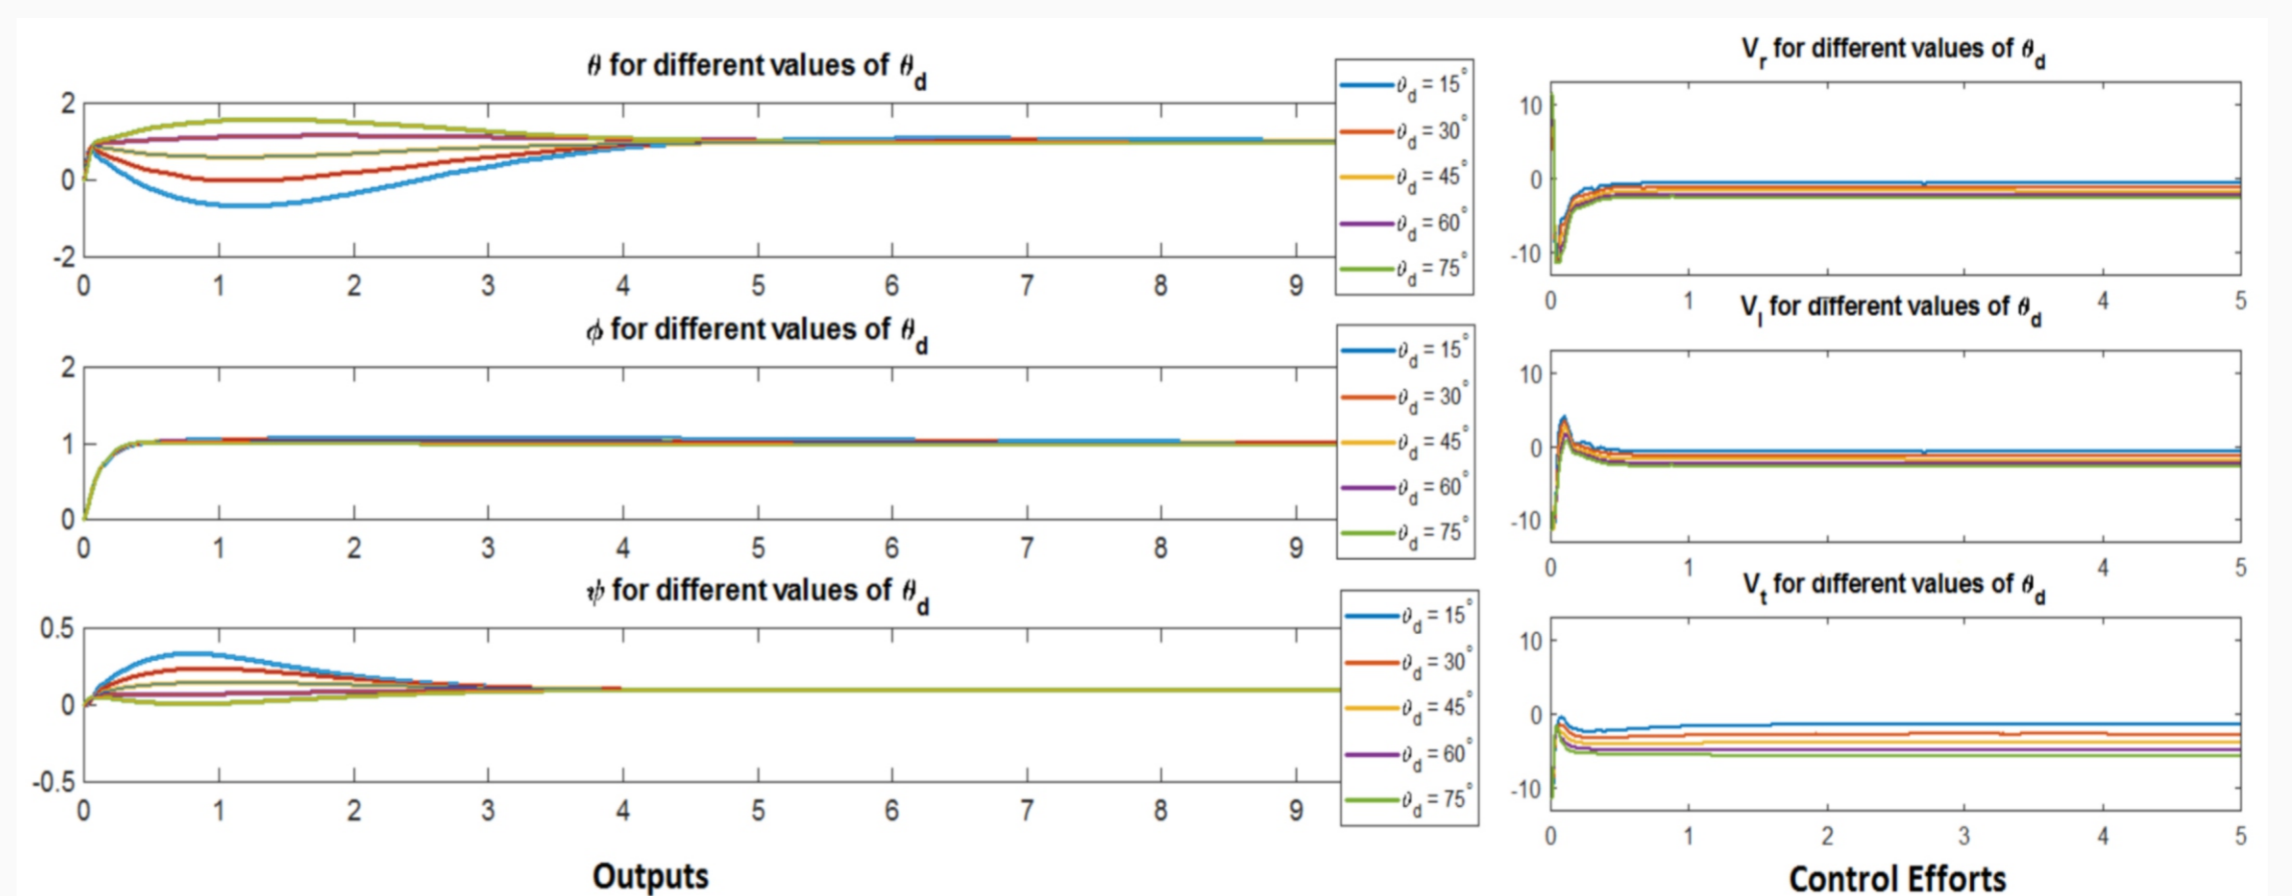 θ for different values of θd
2
0
-2
0 1 2 3 4 5 6 7 8 9
θd = 15°
θd = 30°
θd = 45°
θd = 60°
θd = 75°
ϕ for different values of θd
2
1
0
0 1 2 3 4 5 6 7 8 9
θd = 15°
θd = 30°
θd = 45°
θd = 60°
θd = 75°
ψ for different values of θd
0.5
0
-0.5
0 1 2 3 4 5 6 7 8 9
θd = 15°
θd = 30°
θd = 45°
θd = 60°
θd = 75°
Outputs
Vr for different values of θd
10
0
-10
0 1 4 5
Vl for different values of θd
10
0
-10
0 1 4 5
Vt for different values of θd
10
0
-10
0 1 2 3 4 5
Control Efforts